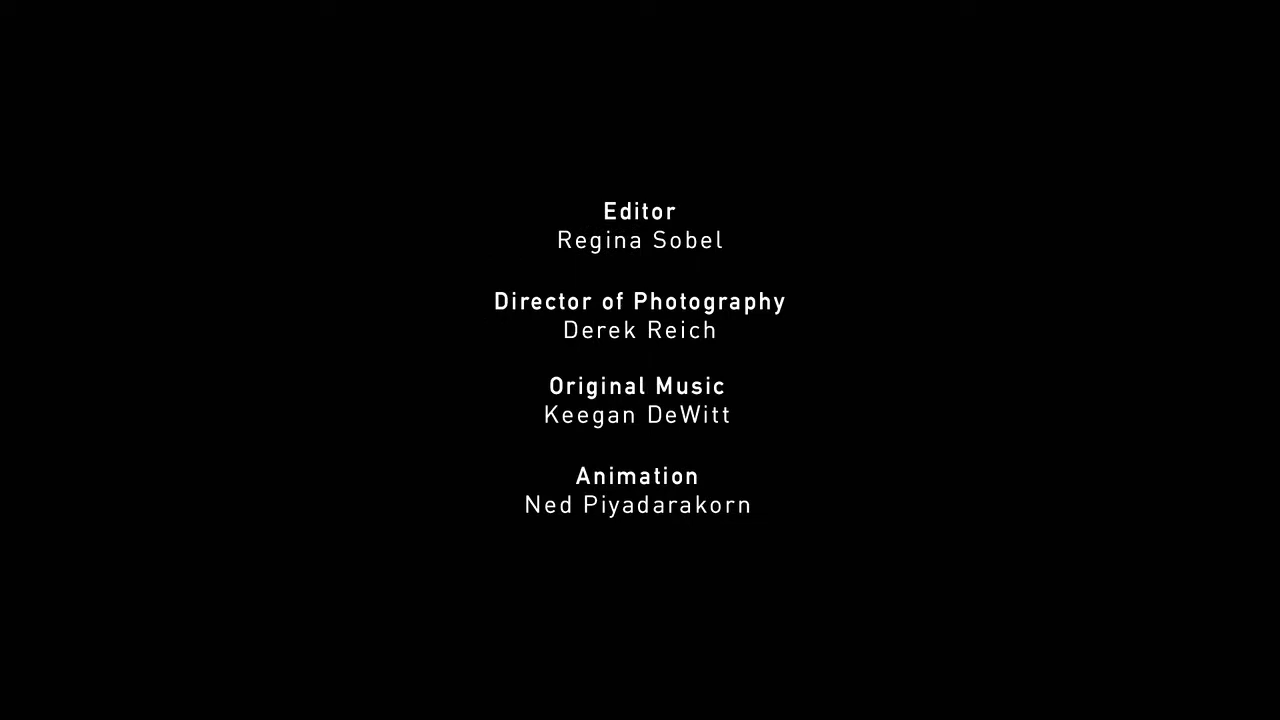 Editor
Regina Sobel
Director of Photography
Derek Reich
Original Music
Keegan DeWitt
Animation
Ned Piyadarakorn